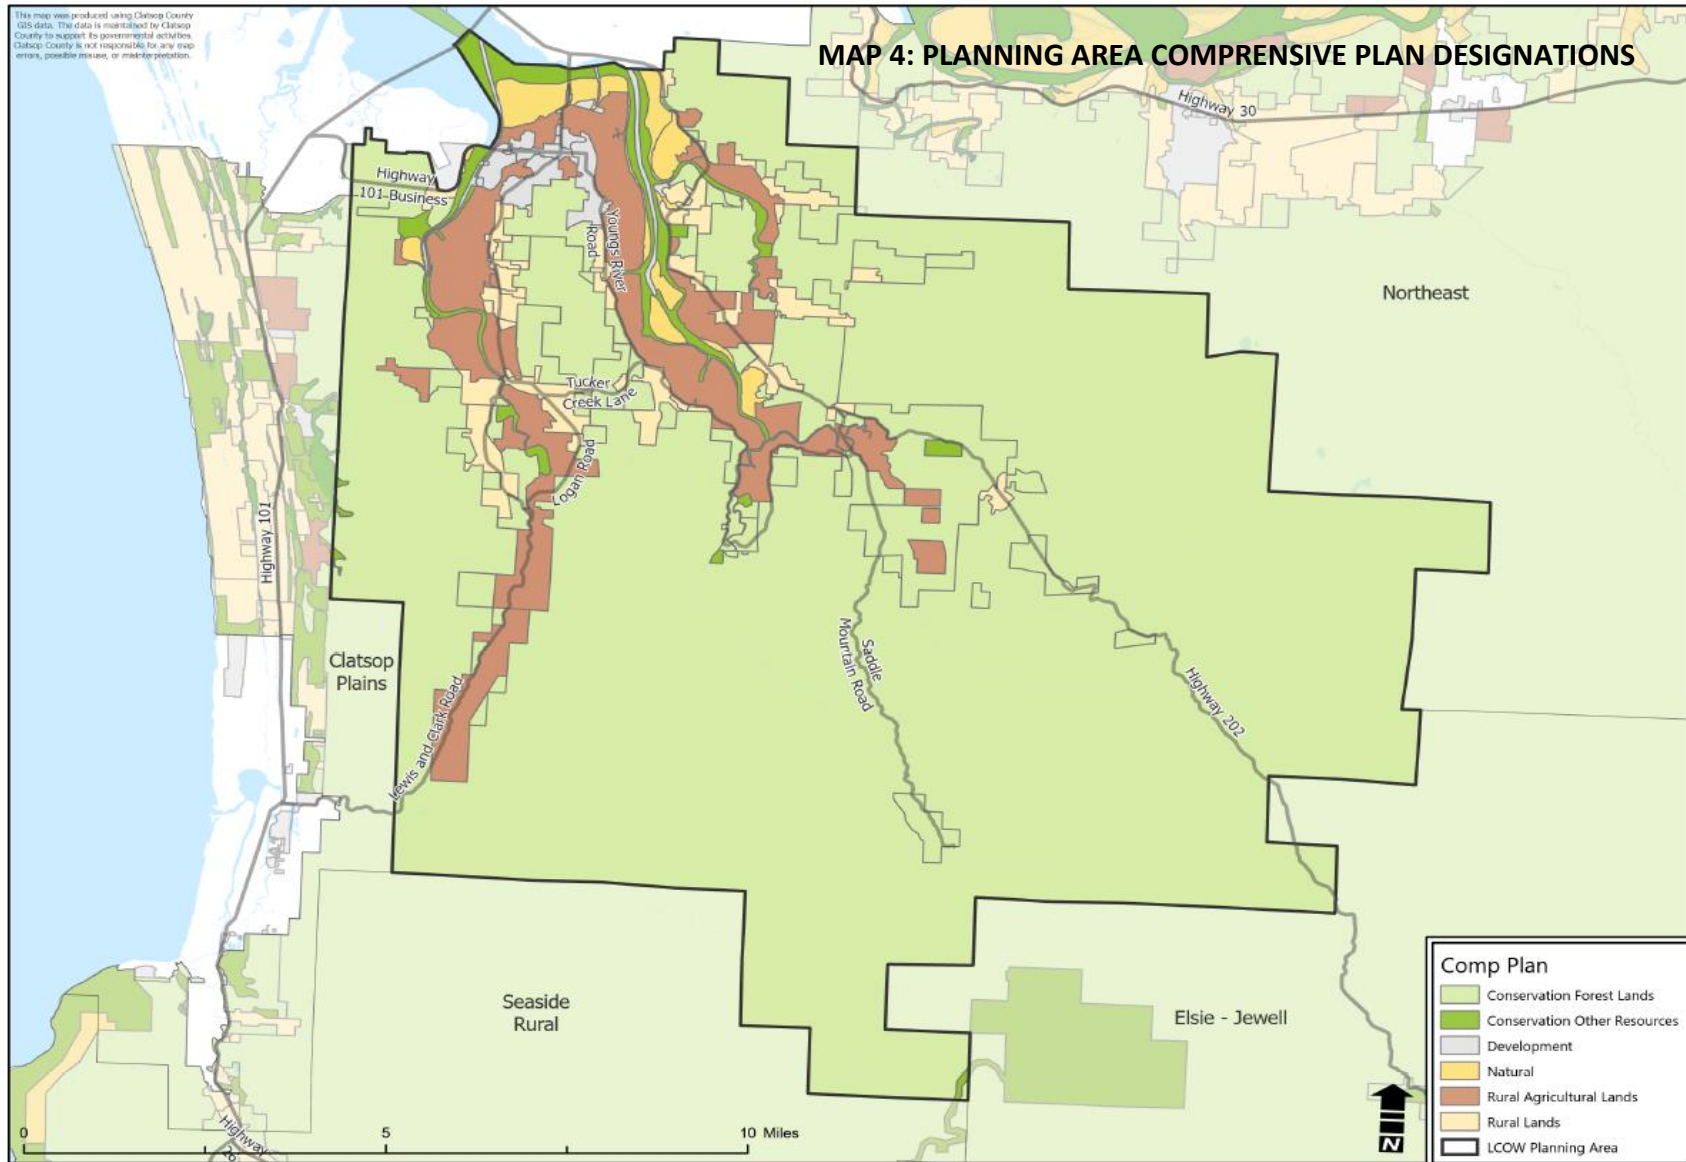 This map was produced using Clatsop County
GIS data. The data is maintained by Clatsop
County to support its governmental activities.
Clatsop County is not responsible for any map
errors, possible misuse, or misinterpretation.
MAP 4: PLANNING AREA COMPRENSIVE PLAN DESIGNATIONS
Highway 30
Highway
101 Business
Youngs River
Road
Northeast
Tucker
Creek Lane
Logan Road
Highway 101
Clatsop
Plains
Saddle
Mountain Road
Highway 202
Lewis and Clark Road
Seaside
Rural
Elsie - Jewell
Comp Plan
Conservation Forest Lands
Conservation Other Resources
Development
Natural
Rural Agricultural Lands
Rural Lands
LCOW Planning Area
N
Highway
26
0
5
10 Miles